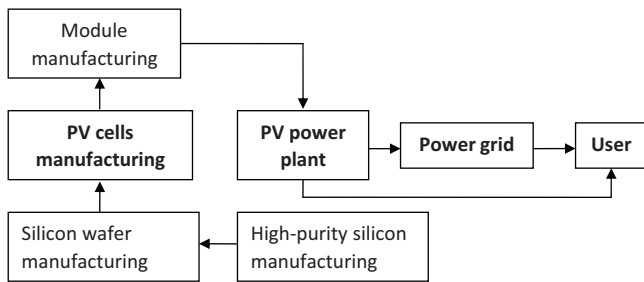 Module
manufacturing
PV cells
manufacturing
PV power
plant
Power grid
User
Silicon wafer
manufacturing
High-purity silicon
manufacturing